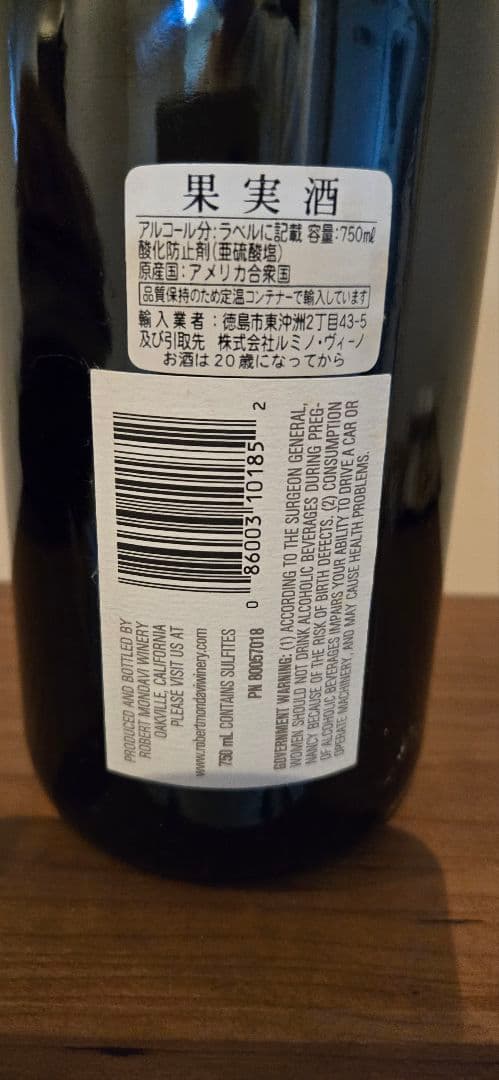 果実酒
アルコール分:ラベルに記載 容量:750mℓ
酸化防止剤(亜硫酸塩)
原産国:アメリカ合衆国
品質保持のため定温コンテナーで輸入しています
輸入業者:徳島市東沖洲2丁目43-5
及び引取先 株式会社ルミノ・ヴィーノ
お酒は20歳になってから
PRODUCED AND BOTTLED BY
ROBERT MONDAVI WINERY
OAKVILLE, CALIFORNIA
PLEASE VISIT US AT
www.robertmondaviwinery.com
750 mL CONTAINS SULFITES
PN 80057018
0 86003 10185 2
GOVERNMENT WARNING: (1) ACCORDING TO THE SURGEON GENERAL,
WOMEN SHOULD NOT DRINK ALCOHOLIC BEVERAGES DURING PREG-
NANCY BECAUSE OF THE RISK OF BIRTH DEFECTS. (2) CONSUMPTION
OF ALCOHOLIC BEVERAGES IMPAIRS YOUR ABILITY TO DRIVE A CAR OR
OPERATE MACHINERY, AND MAY CAUSE HEALTH PROBLEMS.